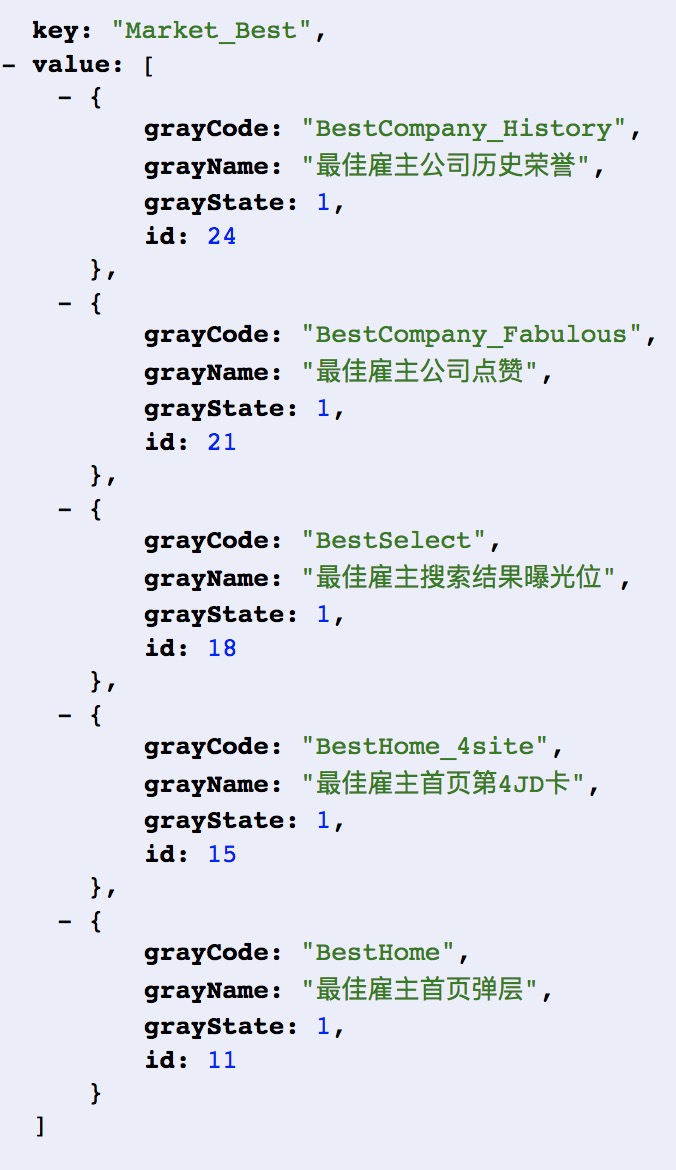 key: "Market_Best",
- value: [
- {
grayCode: "BestCompany_History",
grayName: "最佳雇主公司历史荣誉",
grayState: 1,
id: 24
},
- {
grayCode: "BestCompany_Fabulous",
grayName: "最佳雇主公司点赞",
grayState: 1,
id: 21
},
- {
grayCode: "BestSelect",
grayName: "最佳雇主搜索结果曝光位",
grayState: 1,
id: 18
},
- {
grayCode: "BestHome_4site",
grayName: "最佳雇主首页第4JD卡",
grayState: 1,
id: 15
},
- {
grayCode: "BestHome",
grayName: "最佳雇主首页弹层",
grayState: 1,
id: 11
}
]